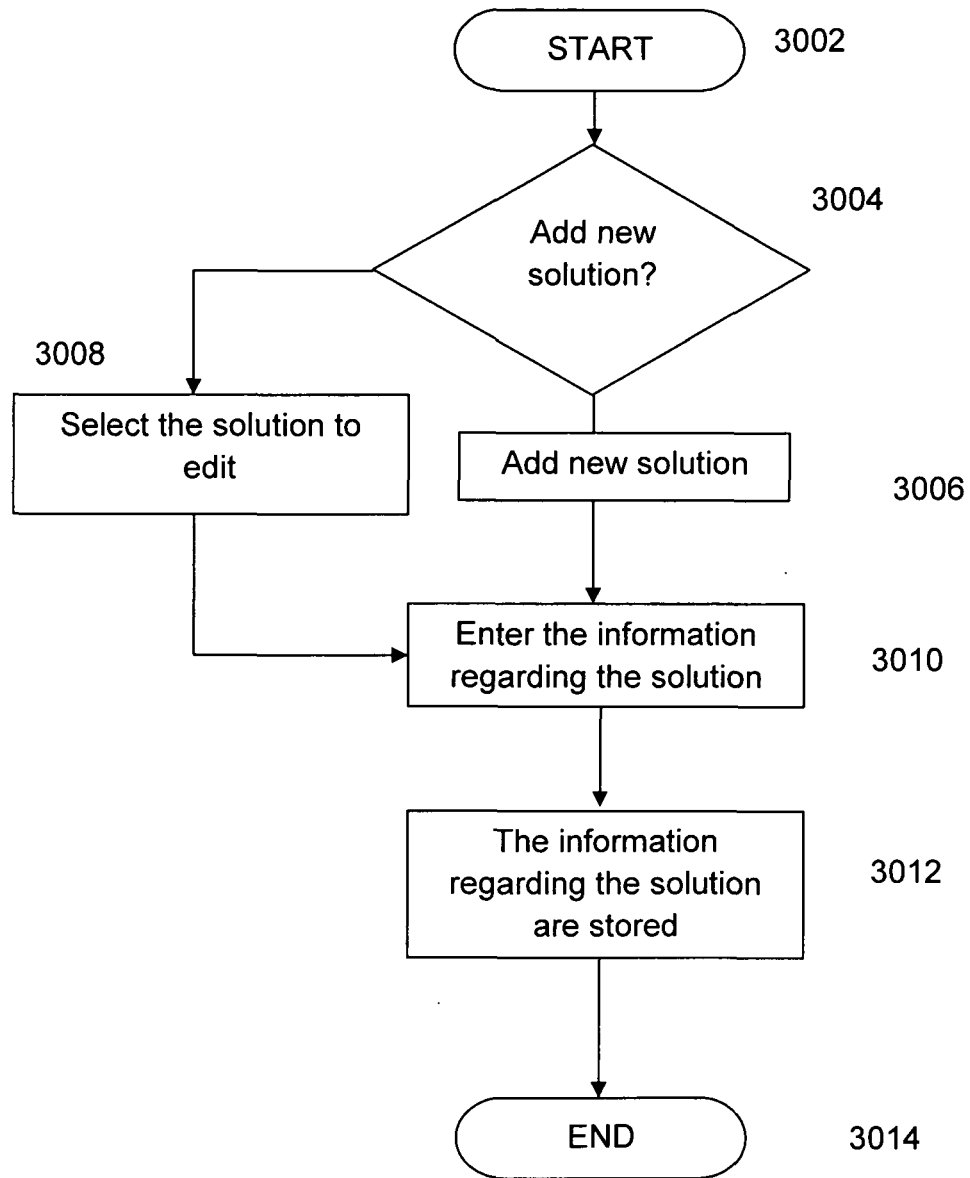 START
3002
3004
Add new
solution?
3008
Select the solution to
edit
Add new solution
3006
Enter the information
regarding the solution
3010
The information
regarding the solution
are stored
3012
END
3014